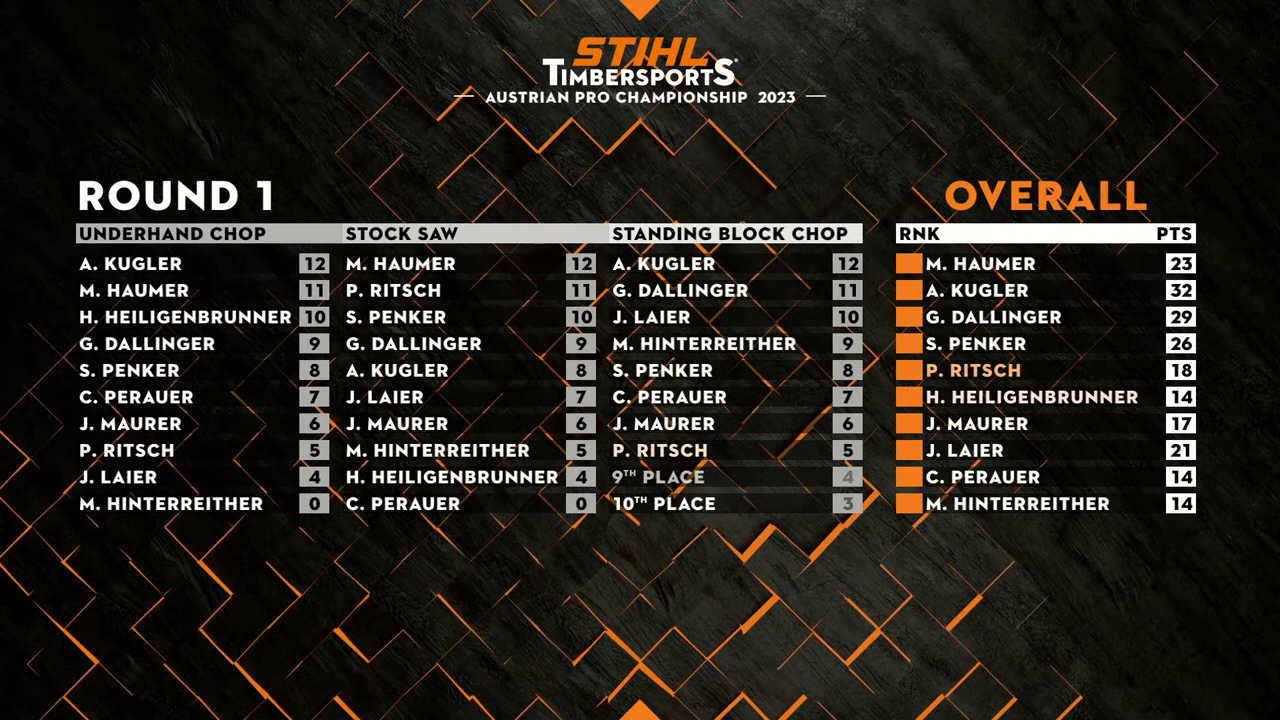 STIHL
TIMBERSPORTS®
AUSTRIAN PRO CHAMPIONSHIP 2023
ROUND 1
UNDERHAND CHOP
A. KUGLER 12
M. HAUMER 11
H. HEILIGENBRUNNER 10
G. DALLINGER 9
S. PENKER 8
C. PERAUER 7
J. MAURER 6
P. RITSCH 5
J. LAIER 4
M. HINTERREITHER 0
STOCK SAW
M. HAUMER 12
P. RITSCH 11
S. PENKER 10
G. DALLINGER 9
A. KUGLER 8
J. LAIER 7
J. MAURER 6
M. HINTERREITHER 5
H. HEILIGENBRUNNER 4
C. PERAUER 0
STANDING BLOCK CHOP
A. KUGLER 12
G. DALLINGER 11
J. LAIER 10
M. HINTERREITHER 9
S. PENKER 8
C. PERAUER 7
J. MAURER 6
P. RITSCH 5
9TH PLACE 4
10TH PLACE 3
OVERALL
RNK PTS
M. HAUMER 23
A. KUGLER 32
G. DALLINGER 29
S. PENKER 26
P. RITSCH 18
H. HEILIGENBRUNNER 14
J. MAURER 17
J. LAIER 21
C. PERAUER 14
M. HINTERREITHER 14